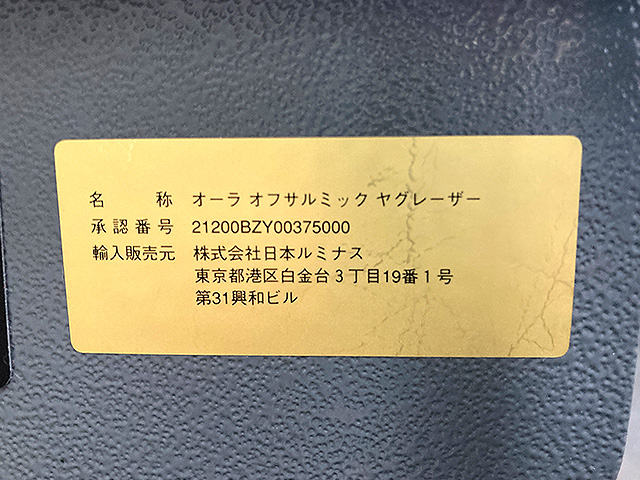 名 称 オーラ オフサルミック ヤグレーザー
承認番号 21200BZY00375000
輸入販売元 株式会社日本ルミナス
東京都港区白金台3丁目19番1号
第31興和ビル